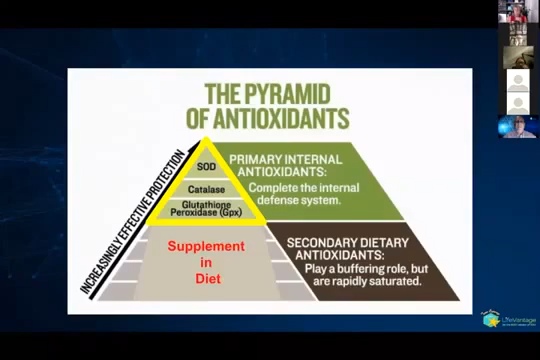 THE PYRAMID
OF ANTIOXIDANTS
INCREASINGLY EFFECTIVE PROTECTION
SOD
Catalase
Glutathione
Peroxidase (Gpx)
PRIMARY INTERNAL
ANTIOXIDANTS:
Complete the internal
defense system.
Supplement
in
Diet
SECONDARY DIETARY
ANTIOXIDANTS:
Play a buffering role, but
are rapidly saturated.
LifeVantage